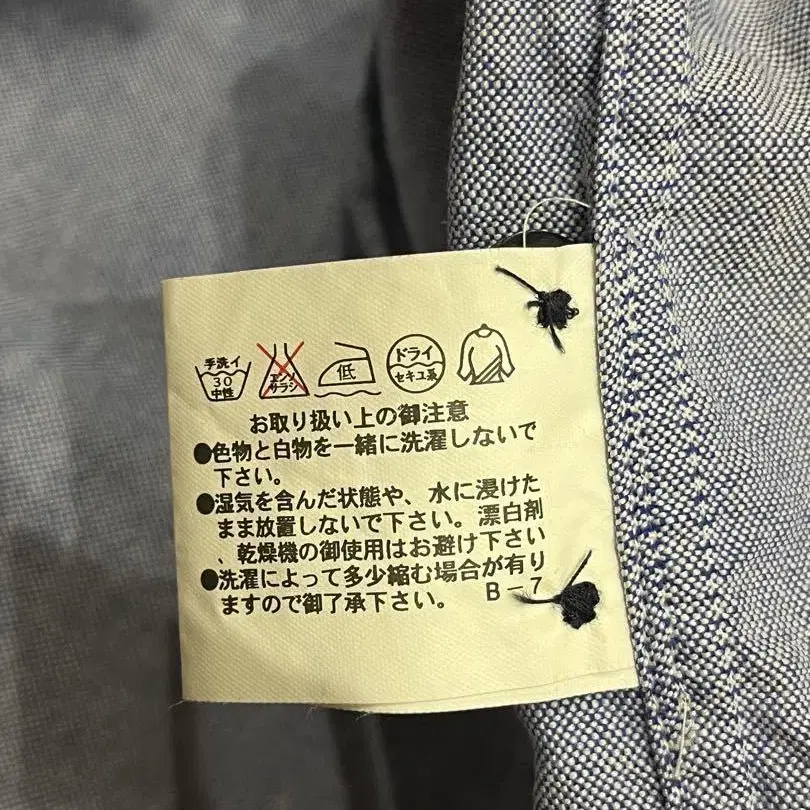 手洗イ
30
中性
エンソ
サラシ
低
ドライ
セキユ系
お取り扱い上の御注意
●色物と白物を一緒に洗濯しないで
下さい。
●湿気を含んだ状態や、水に浸けた
まま放置しないで下さい。漂白剤
、乾燥機の御使用はお避け下さい
●洗濯によって多少縮む場合が有り
ますので御了承下さい。 B-7